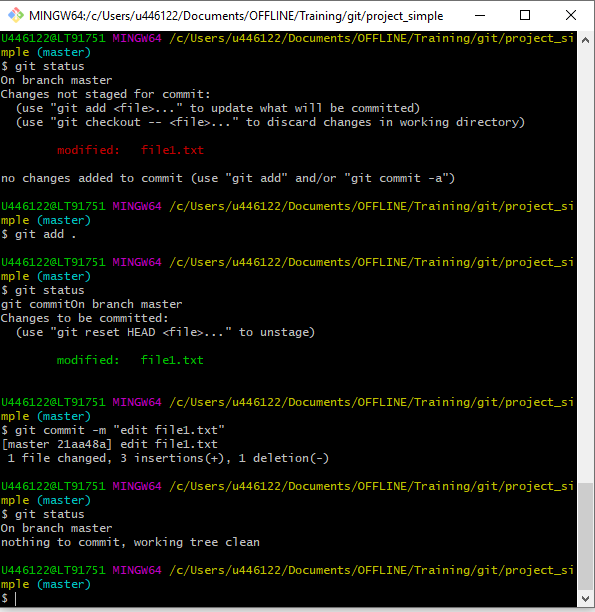 MINGW64:/c/Users/u446122/Documents/OFFLINE/Training/git/project_simple
U446122@LT91751 MINGW64 /c/Users/u446122/Documents/OFFLINE/Training/git/project_si
mple (master)
$ git status
On branch master
Changes not staged for commit:
  (use "git add <file>..." to update what will be committed)
  (use "git checkout -- <file>..." to discard changes in working directory)
        modified:   file1.txt
no changes added to commit (use "git add" and/or "git commit -a")
U446122@LT91751 MINGW64 /c/Users/u446122/Documents/OFFLINE/Training/git/project_si
mple (master)
$ git add .
U446122@LT91751 MINGW64 /c/Users/u446122/Documents/OFFLINE/Training/git/project_si
mple (master)
$ git status
git commitOn branch master
Changes to be committed:
  (use "git reset HEAD <file>..." to unstage)
        modified:   file1.txt
U446122@LT91751 MINGW64 /c/Users/u446122/Documents/OFFLINE/Training/git/project_si
mple (master)
$ git commit -m "edit file1.txt"
[master 21aa48a] edit file1.txt
 1 file changed, 3 insertions(+), 1 deletion(-)
U446122@LT91751 MINGW64 /c/Users/u446122/Documents/OFFLINE/Training/git/project_si
mple (master)
$ git status
On branch master
nothing to commit, working tree clean
U446122@LT91751 MINGW64 /c/Users/u446122/Documents/OFFLINE/Training/git/project_si
mple (master)
$